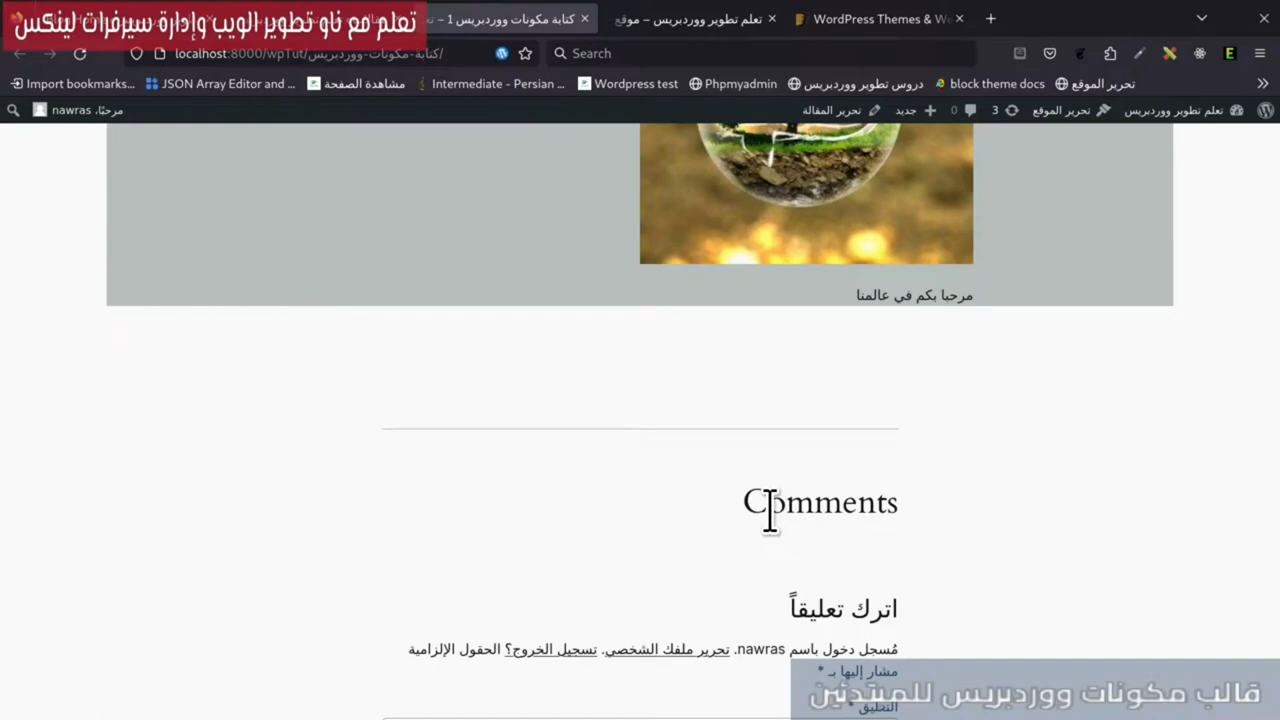 تعلم مع ناو تطوير الويب وإدارة سيرفرات لينكس
كتابة مكونات ووردبريس 1 – تعلـ
تعلم تطوير ووردبريس – موقع
WordPress Themes & We
localhost:8000/wpTut/كتابة-مكونات-ووردبريس/
Search
Import bookmarks...
JSON Array Editor and ...
مشاهدة الصفحة
Intermediate - Persian ...
Wordpress test
Phpmyadmin
دروس تطوير ووردبريس
block theme docs
تحرير الموقع
تعلم تطوير ووردبريس
تحرير الموقع
3
0
جديد
تحرير المقالة
مرحبًا، nawras
مرحبا بكم في عالمنا
Comments
اترك تعليقاً
مُسجل دخول باسم nawras. تحرير ملفك الشخصي. تسجيل الخروج؟ الحقول الإلزامية
مشار إليها بـ *
التعليق *
قالب مكونات ووردبريس للمبتدئين